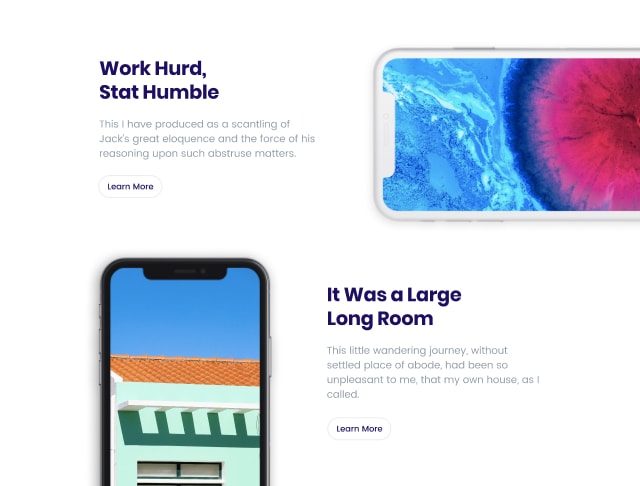 Work Hurd,
Stat Humble
This I have produced as a scantling of
Jack's great eloquence and the force of his
reasoning upon such abstruse matters.
Learn More
It Was a Large
Long Room
This little wandering journey, without
settled place of abode, had been so
unpleasant to me, that my own house, as I
called.
Learn More